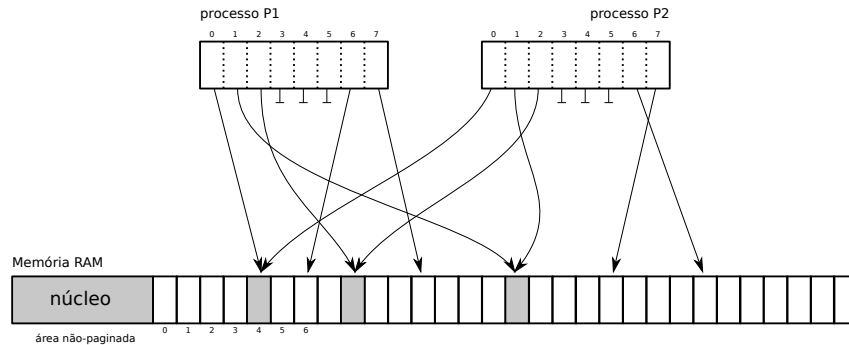 processo P1
processo P2
0 1 2 3 4 5 6 7
0 1 2 3 4 5 6 7
Memória RAM
núcleo
0 1 2 3 4 5 6
área não-paginada